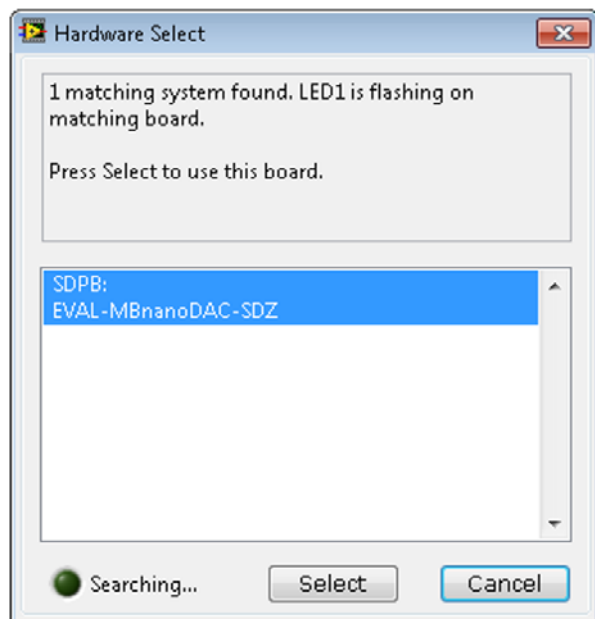 Hardware Select
1 matching system found. LED1 is flashing on
matching board.
Press Select to use this board.
SDPB:
EVAL-MBnanoDAC-SDZ
Searching...
Select
Cancel